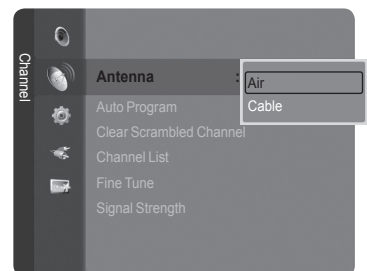 Channel
Antenna : Air
Cable
Auto Program
Clear Scrambled Channel
Channel List
Fine Tune
Signal Strength